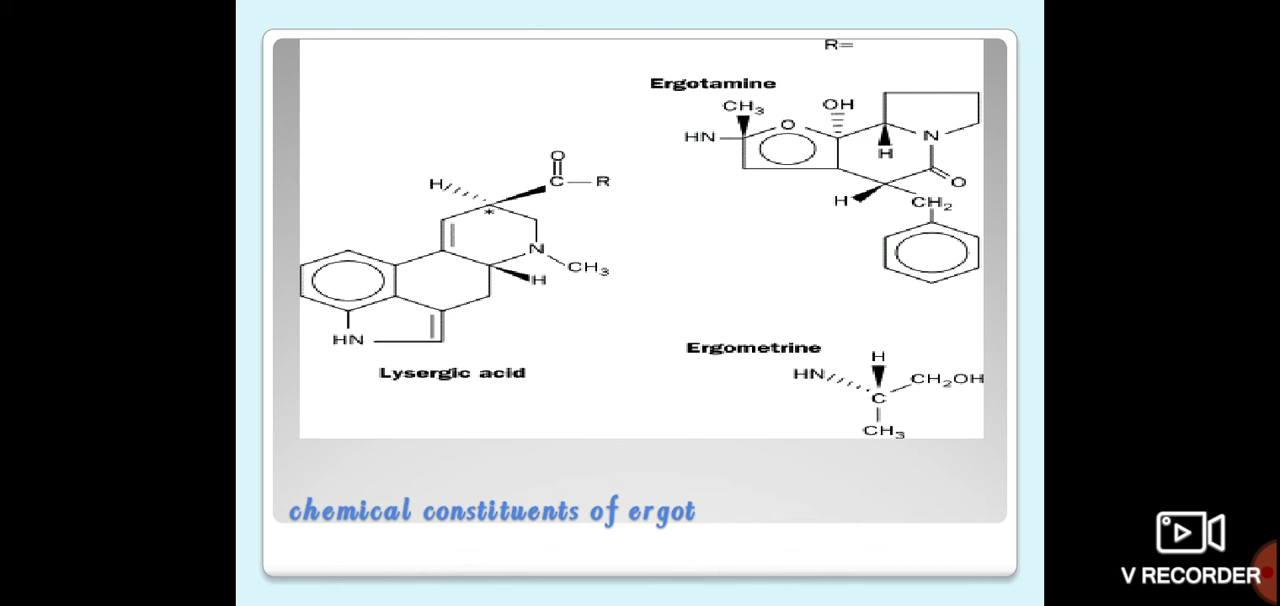 R=
Ergotamine
CH3
OH
O
HN
N
H
O
H
CH2
O
H
C
R
*
N
CH3
H
HN
Lysergic acid
Ergometrine
H
HN
CH2OH
C
CH3
chemical constituents of ergot
V RECORDER